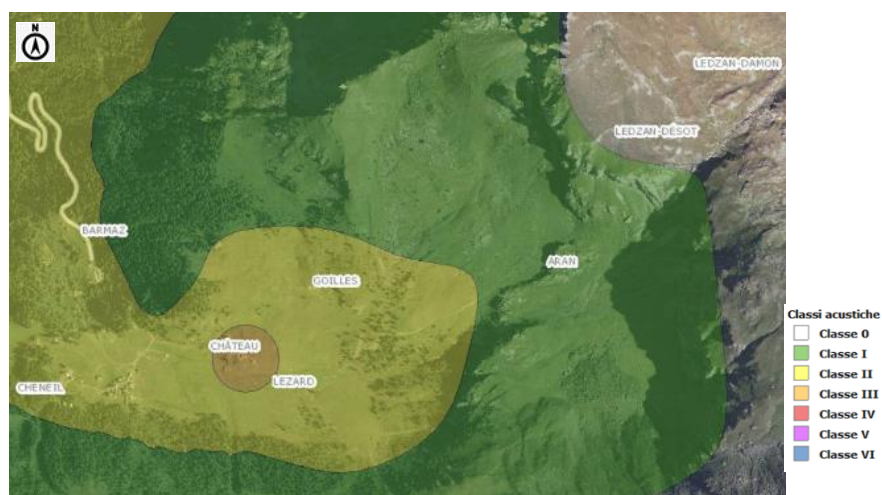 N
LEDZAN-DAMON
LEDZAN-DÉSOT
BARMAZ
ARAN
GOILLES
CHÂTEAU
LEZARD
CHENEIL
Classi acustiche
Classe 0
Classe I
Classe II
Classe III
Classe IV
Classe V
Classe VI